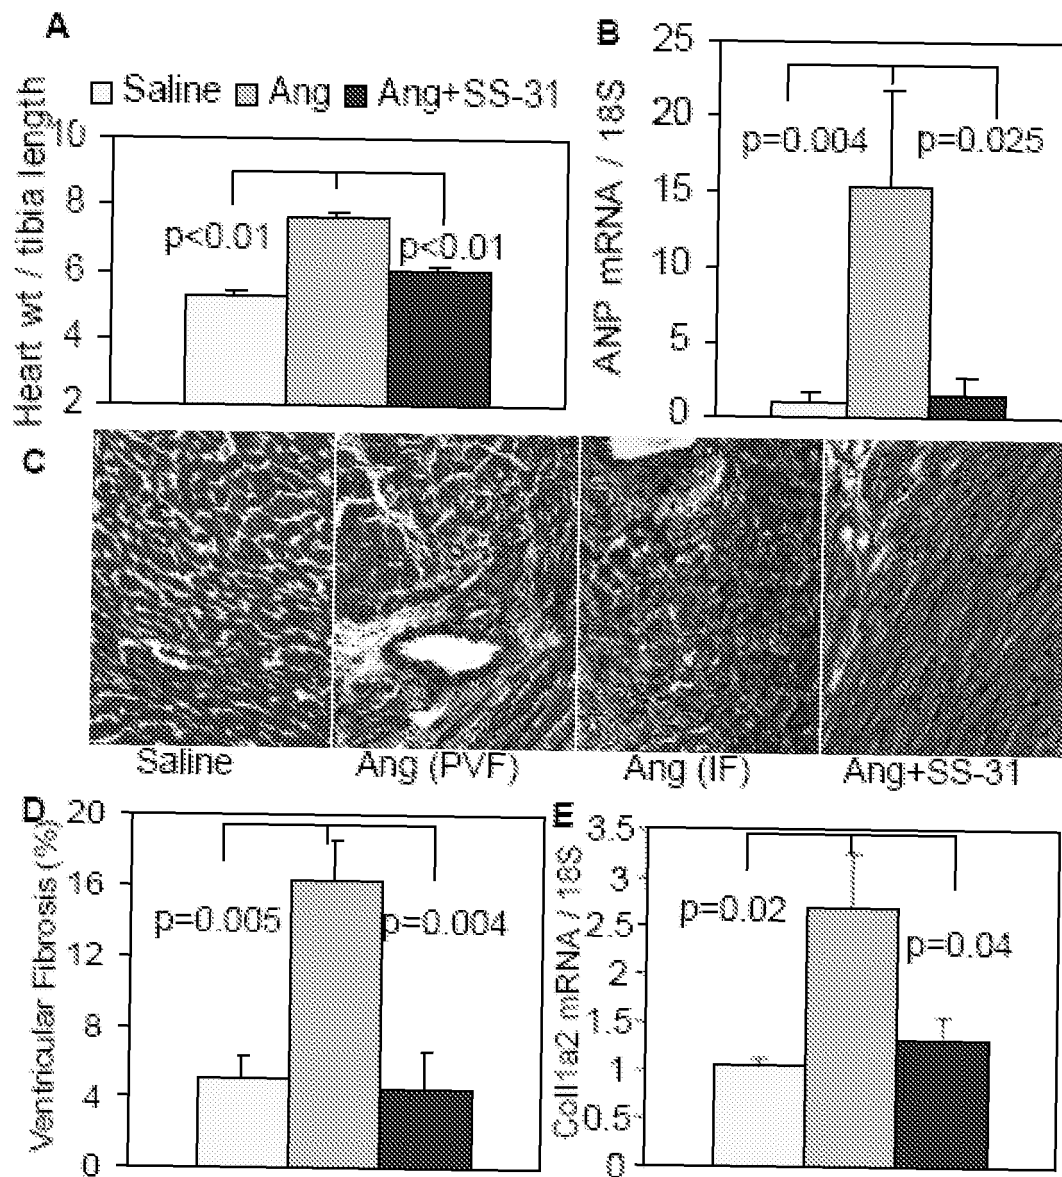 A
Saline Ang Ang+SS-31
Heart wt / tibia length
10
8
6
4
2
p<0.01
p<0.01
B
ANP mRNA / 18S
25
20
15
10
5
0
p=0.004
p=0.025
C
Saline
Ang (PVF)
Ang (IF)
Ang+SS-31
D
Ventricular Fibrosis (%)
20
16
12
8
4
0
p=0.005
p=0.004
E
Coll1a2 mRNA / 18S
3.5
3
2.5
2
1.5
1
0.5
0
p=0.02
p=0.04